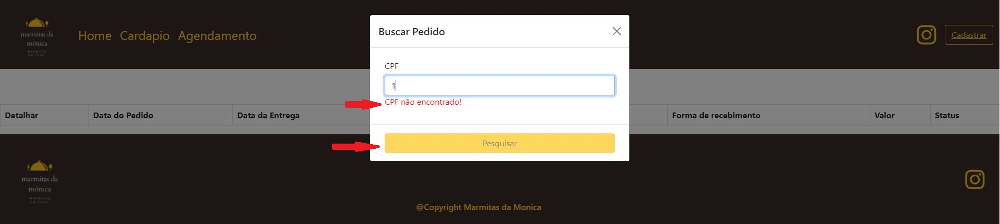 marmitas da
mônica
MARMITAS
EM CASA
Home Cardapio Agendamento
Cadastrar
Buscar Pedido
CPF
1
CPF não encontrado!
Pesquisar
Detalhar Data do Pedido Data da Entrega Forma de recebimento Valor Status
marmitas da
mônica
MARMITAS
EM CASA
@Copyright Marmitas da Monica